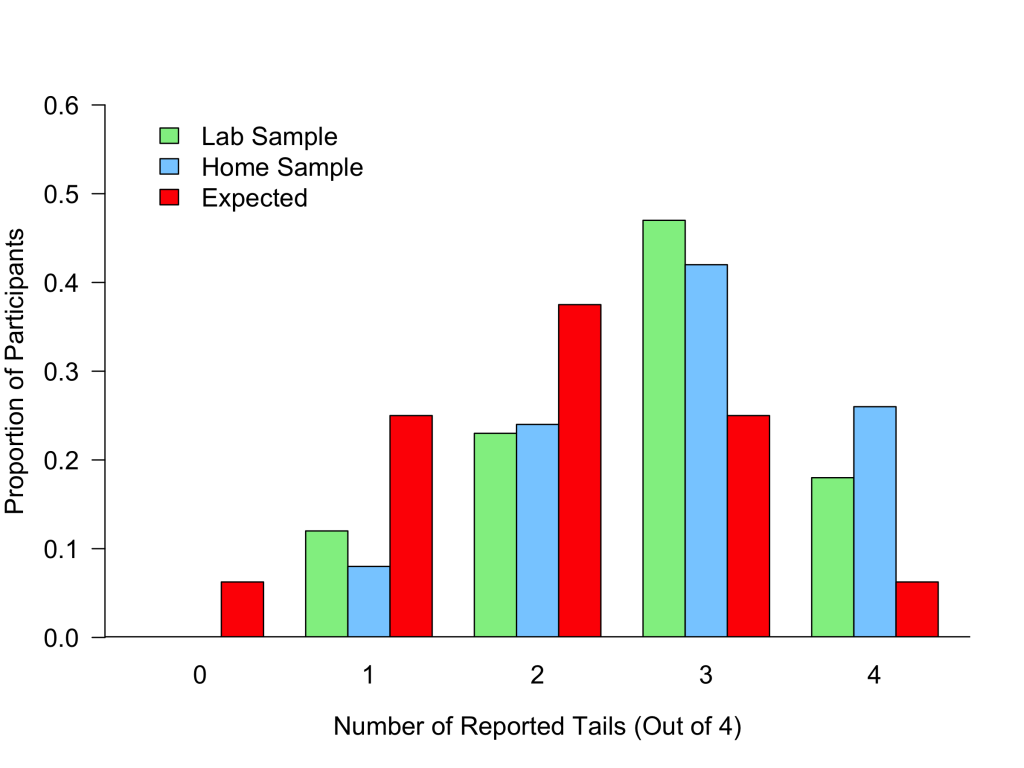 0.6
0.5
0.4
0.3
0.2
0.1
0.0
Proportion of Participants
Lab Sample
Home Sample
Expected
0 1 2 3 4
Number of Reported Tails (Out of 4)